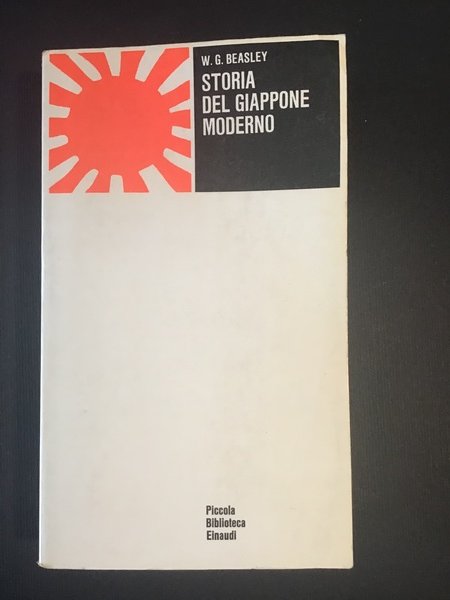 W. G. BEASLEY
STORIA
DEL GIAPPONE
MODERNO
Piccola
Biblioteca
Einaudi